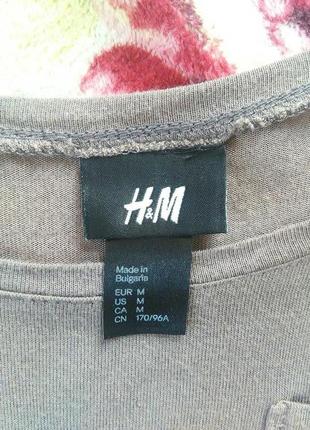 H&M
Made in
Bulgaria
EUR M
US M
CA M
CN 170/96A